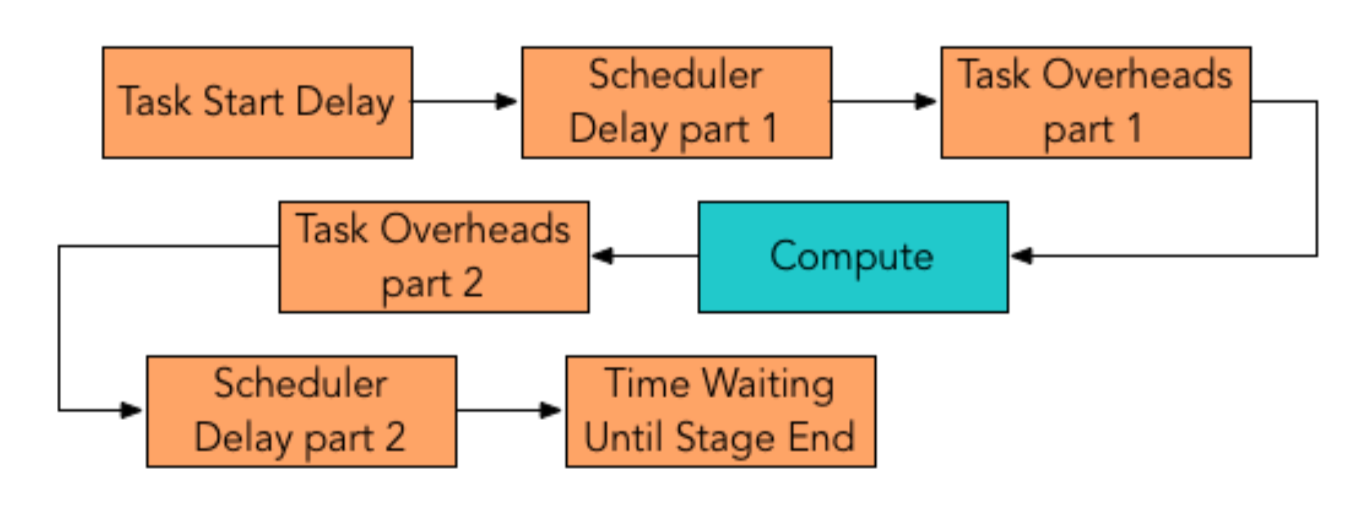 Task Start Delay
Scheduler
Delay part 1
Task Overheads
part 1
Compute
Task Overheads
part 2
Scheduler
Delay part 2
Time Waiting
Until Stage End